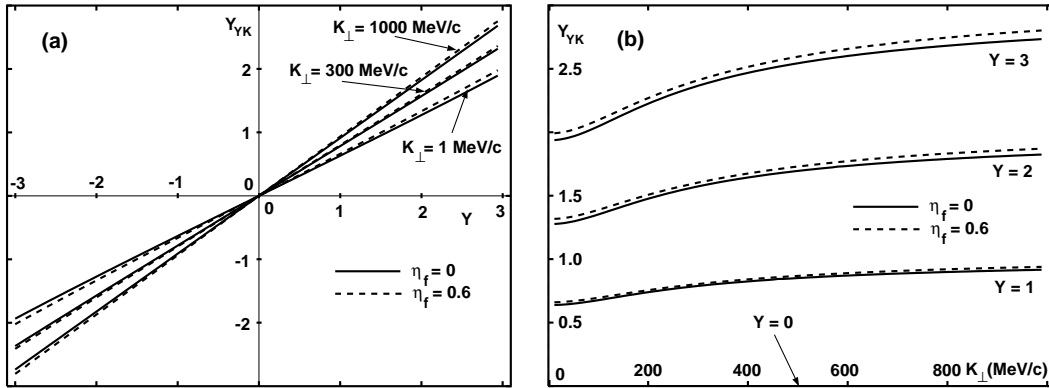 (a)
Y_YK
K⊥= 1000 MeV/c
K⊥= 300 MeV/c
K⊥= 1 MeV/c
2
1
0
-3
-2
-1
0
1
2
3
Y
-1
-2
η_f = 0
η_f = 0.6
Y_YK
(b)
Y = 3
2.5
Y = 2
1.5
η_f = 0
η_f = 0.6
1.0
Y = 1
0.5
Y = 0
0
200
400
600
800 K⊥(MeV/c)